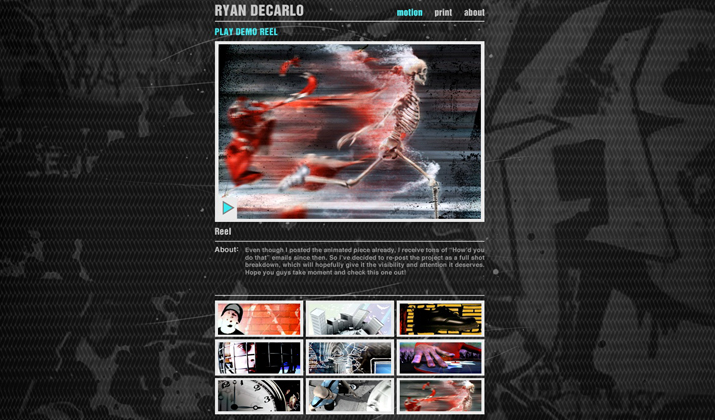 RYAN DECARLO
motion print about
PLAY DEMO REEL
Reel
About:
Even though I posted the animated piece already, I receive tons of "How'd you
do that" emails since then. So I've decided to re-post the project as a full shot
breakdown, which will hopefully give it the visibility and attention it deserves.
Hope you guys take moment and check this one out!